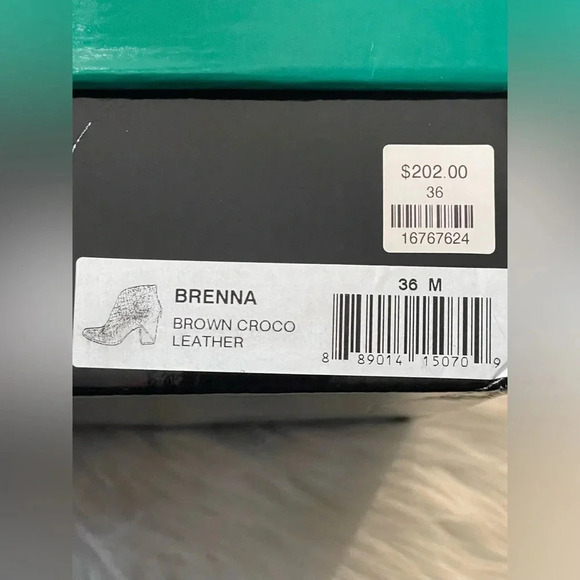 $202.00
36
16767624
BRENNA
BROWN CROCO
LEATHER
36 M
8 89014 15070 9